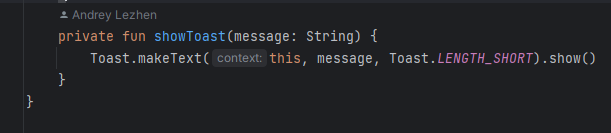 Andrey Lezhen
private fun showToast(message: String) {
Toast.makeText( context: this, message, Toast.LENGTH_SHORT).show()
}
}